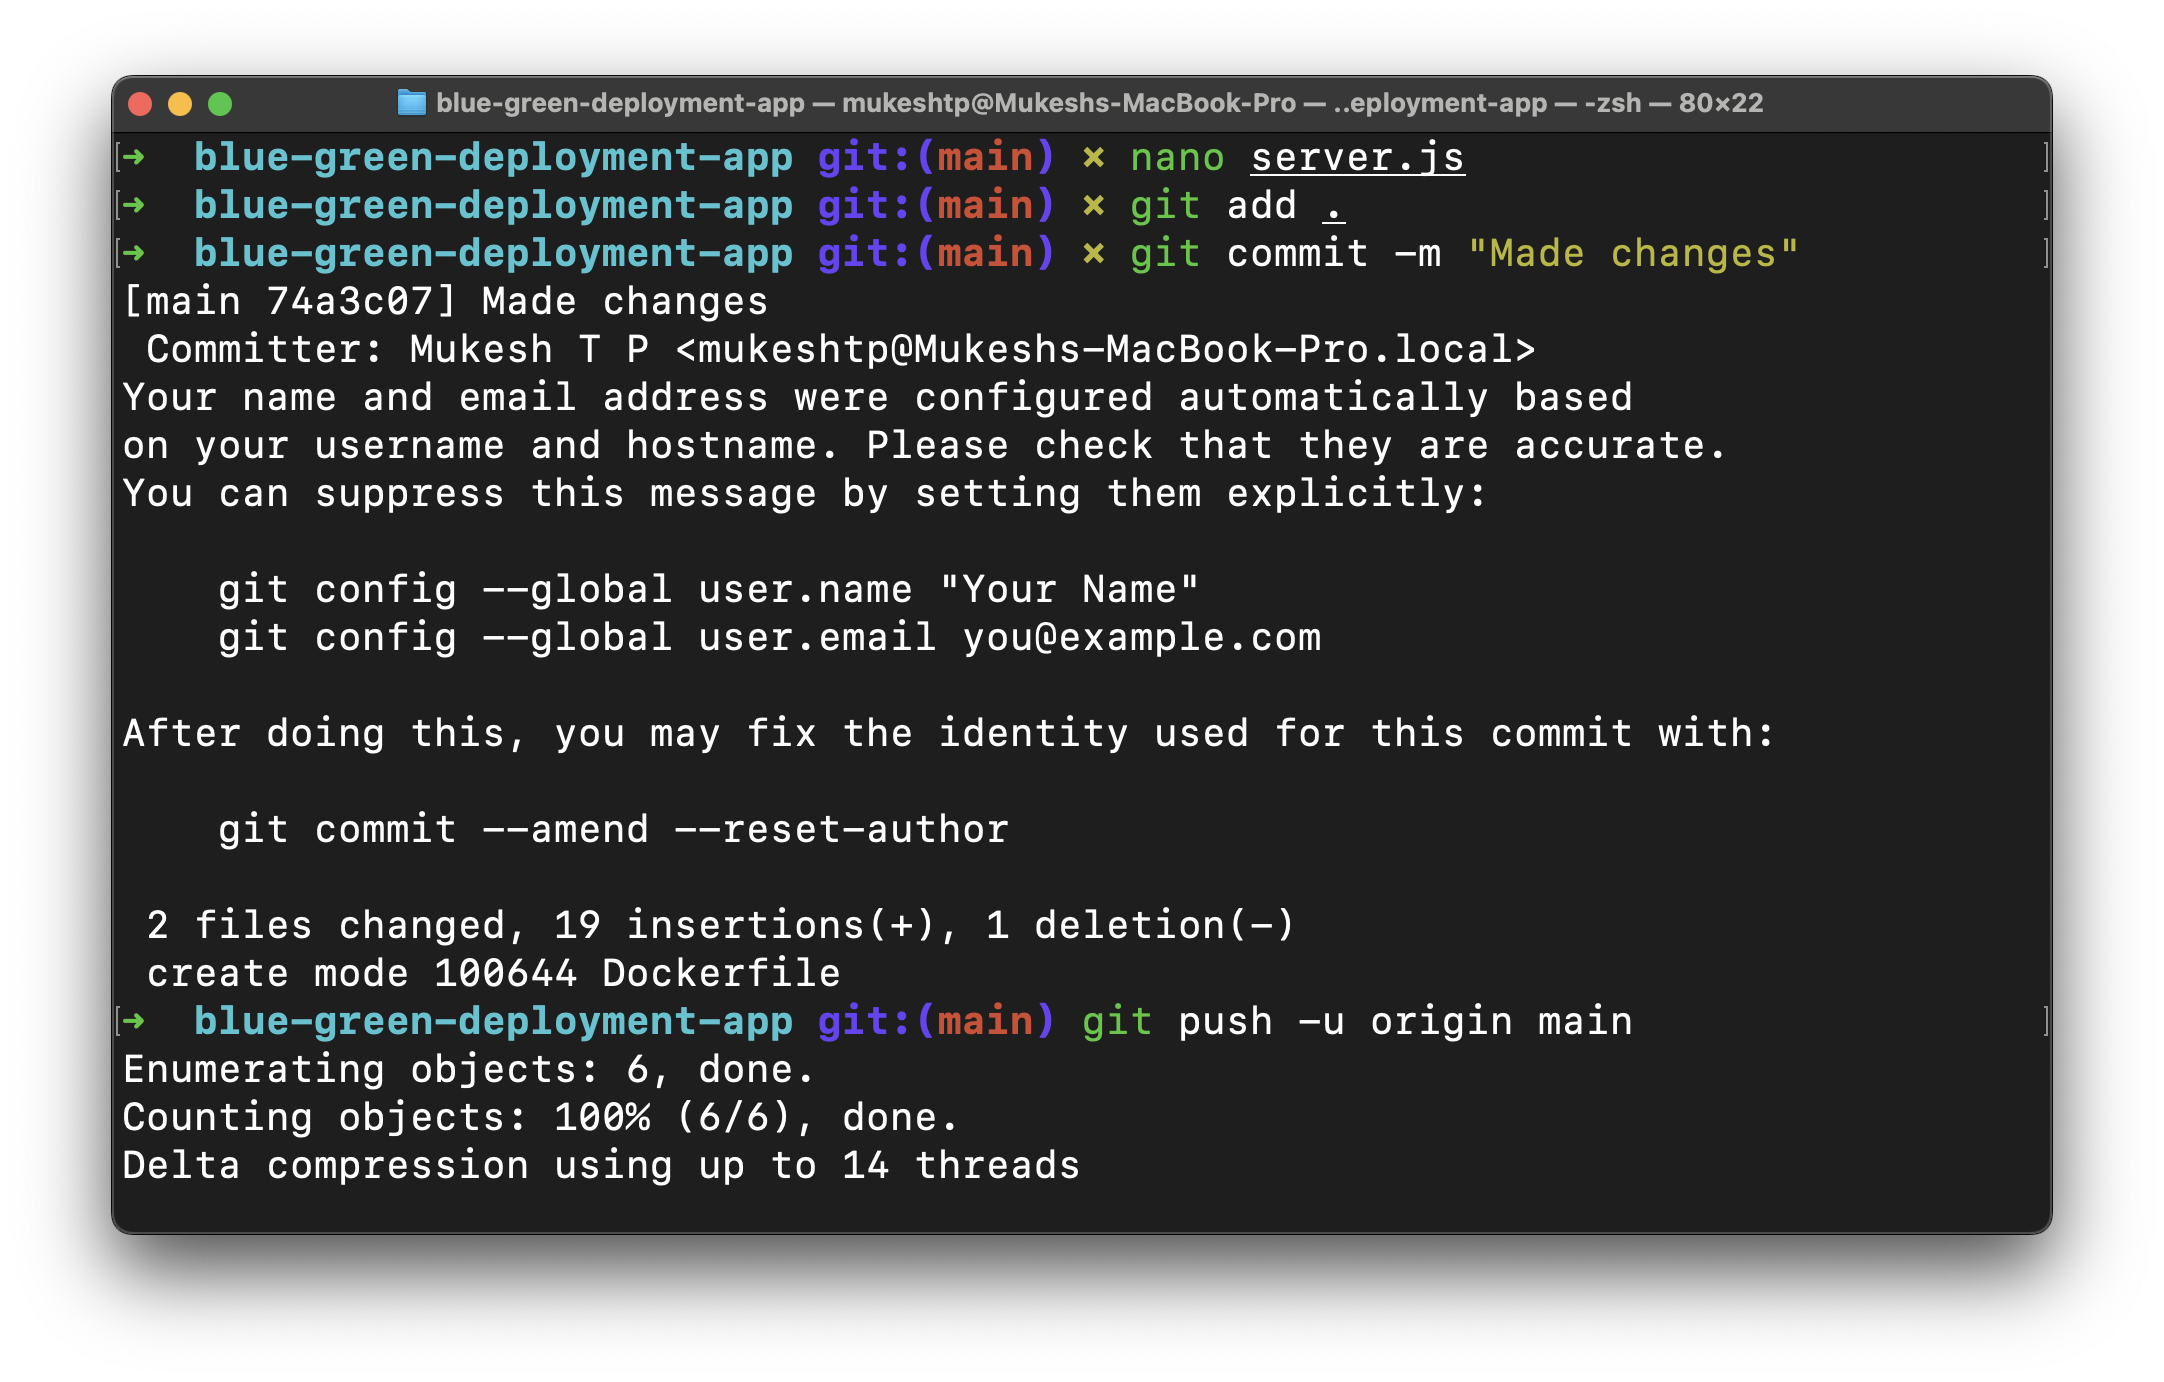 blue-green-deployment-app — mukeshtp@Mukeshs-MacBook-Pro — ..eployment-app — -zsh — 80×22
[➜  blue-green-deployment-app git:(main) ✗ nano server.js ]
[➜  blue-green-deployment-app git:(main) ✗ git add . ]
[➜  blue-green-deployment-app git:(main) ✗ git commit -m "Made changes" ]
[main 74a3c07] Made changes
 Committer: Mukesh T P <mukeshtp@Mukeshs-MacBook-Pro.local>
Your name and email address were configured automatically based
on your username and hostname. Please check that they are accurate.
You can suppress this message by setting them explicitly:
    git config --global user.name "Your Name"
    git config --global user.email you@example.com
After doing this, you may fix the identity used for this commit with:
    git commit --amend --reset-author
 2 files changed, 19 insertions(+), 1 deletion(-)
 create mode 100644 Dockerfile
[➜  blue-green-deployment-app git:(main) git push -u origin main ]
Enumerating objects: 6, done.
Counting objects: 100% (6/6), done.
Delta compression using up to 14 threads